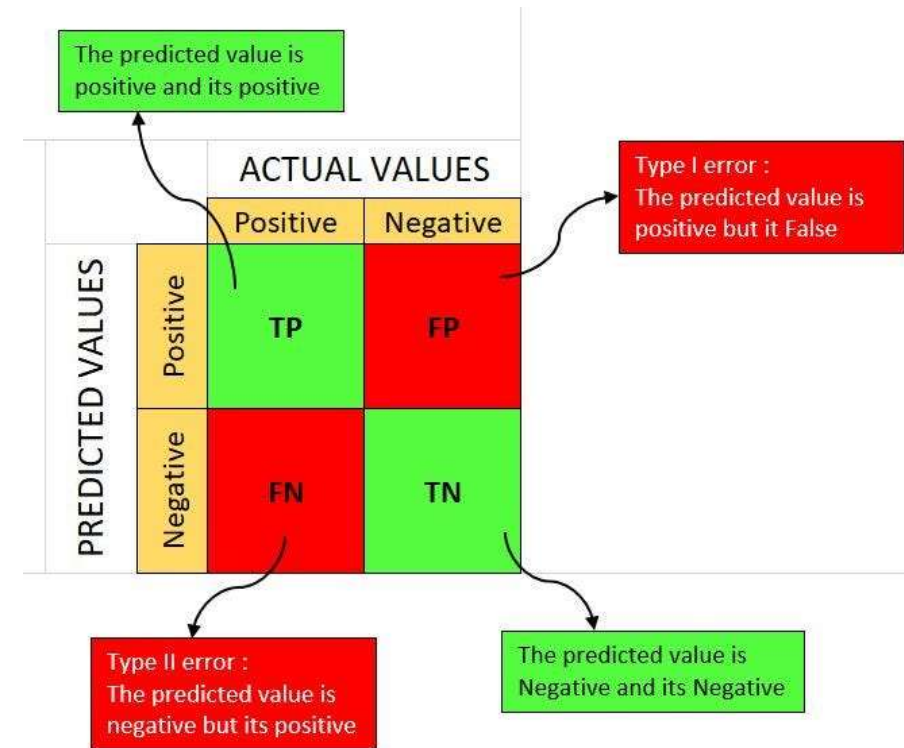 The predicted value is
positive and its positive
ACTUAL VALUES
Type I error :
The predicted value is
positive but it False
Positive
Negative
PREDICTED VALUES
Positive
TP
FP
Negative
FN
TN
Type II error :
The predicted value is
negative but its positive
The predicted value is
Negative and its Negative